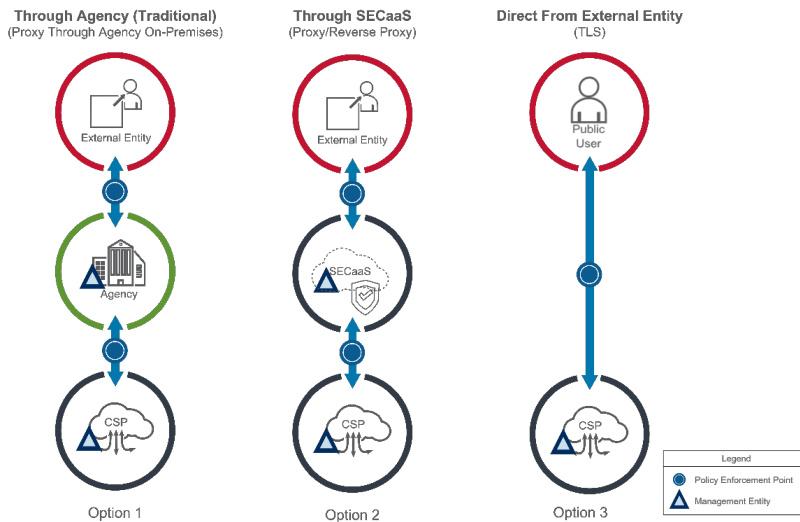 Through Agency (Traditional)
(Proxy Through Agency On-Premises)
External Entity
Agency
CSP
Option 1
Through SECaaS
(Proxy/Reverse Proxy)
External Entity
SECaaS
CSP
Option 2
Direct From External Entity
(TLS)
Public
User
CSP
Option 3
Legend
Policy Enforcement Point
Management Entity